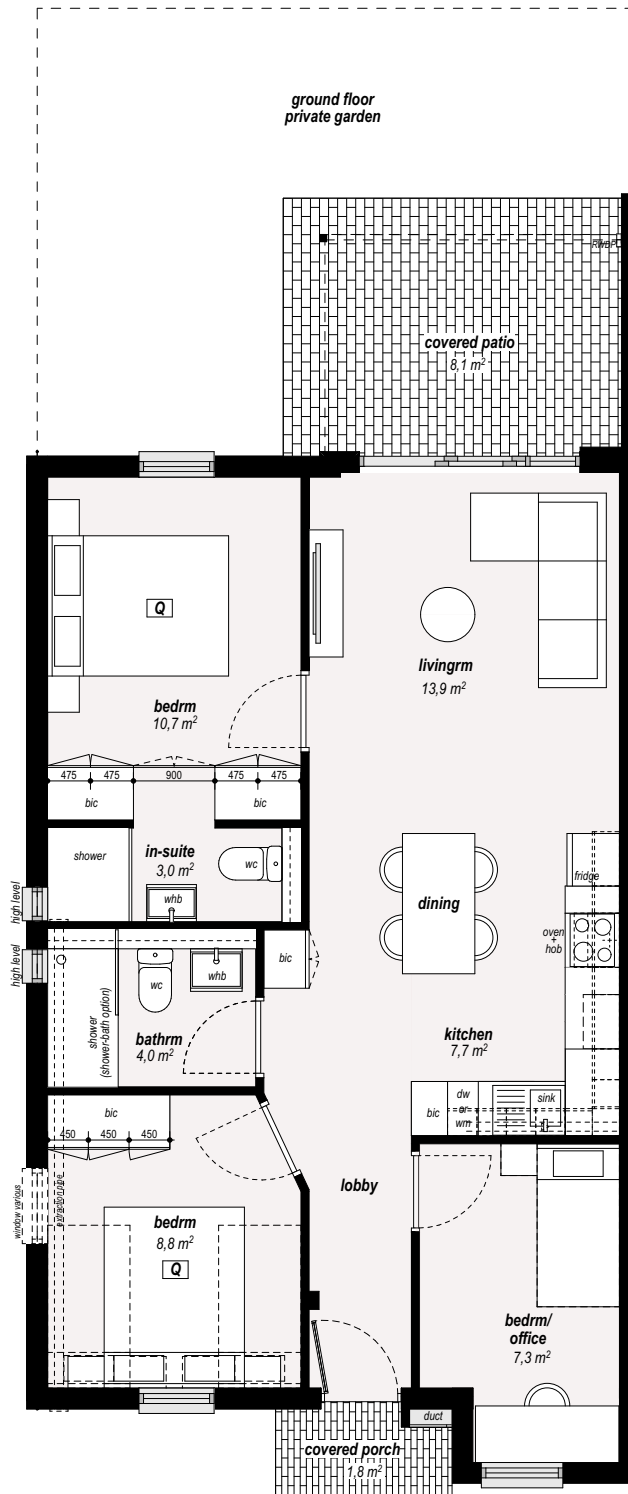 ground floor
private garden
RWDP
covered patio
8,1 m²
Q
bedrm
10,7 m²
livingrm
13,9 m²
475 475 900 475 475
bic
bic
shower
in-suite
3,0 m²
wc
whb
high level
high level
dining
fridge
oven
+
hob
bic
wc
whb
shower
(shower-bath option)
bathrm
4,0 m²
kitchen
7,7 m²
bic
dw
or
wm
sink
bic
450 450 450
lobby
window various
extraction pipe
bedrm
8,8 m²
Q
bedrm/
office
7,3 m²
duct
covered porch
1,8 m²